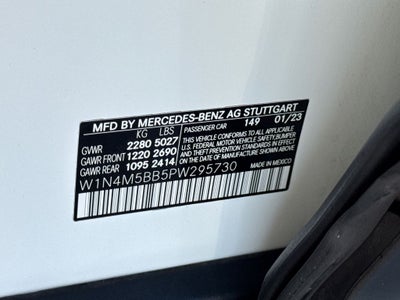 MFD BY MERCEDES-BENZ AG STUTTGART
KG LBS PASSENGER CAR 149 01/23
GVWR 2280 5027
GAWR FRONT 1220 2690
GAWR REAR 1095 2414
THIS VEHICLE CONFORMS TO ALL APPLICABLE
U.S. FEDERAL MOTOR VEHICLE SAFETY,BUMPER
AND THEFT PREVENTION STANDARDS IN EFFECT
ON THE DATE OF MANUFACTURE SHOWN ABOVE.
W1N4M5BB5PW295730 MADE IN MEXICO